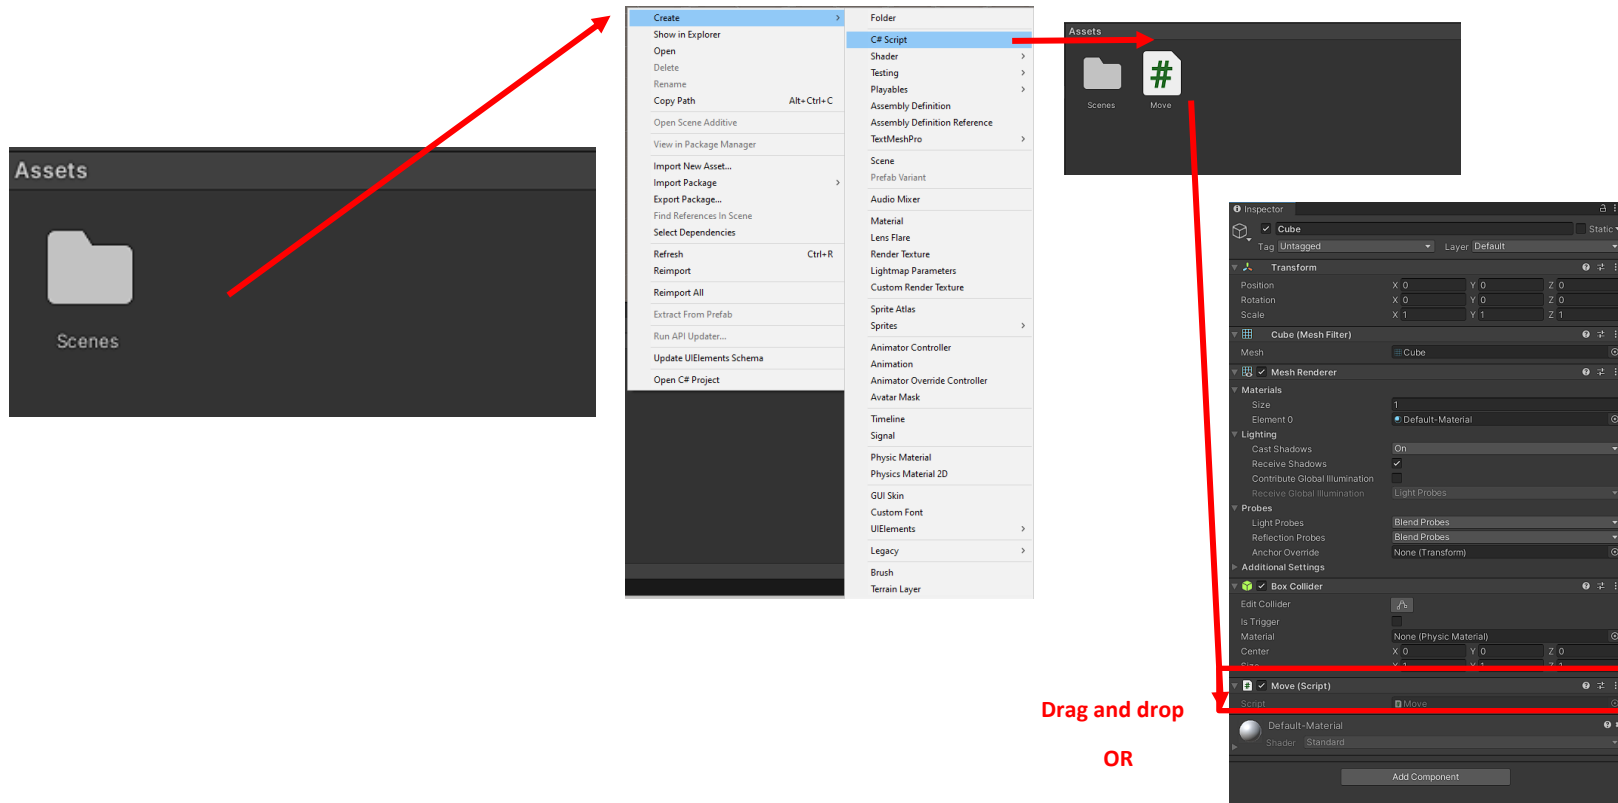 Assets
Scenes
Create
Show in Explorer
Open
Delete
Rename
Copy Path Alt+Ctrl+C
Open Scene Additive
View in Package Manager
Import New Asset...
Import Package
Export Package...
Find References In Scene
Select Dependencies
Refresh Ctrl+R
Reimport
Reimport All
Extract From Prefab
Run API Updater...
Update UIElements Schema
Open C# Project
Folder
C# Script
Shader
Testing
Playables
Assembly Definition
Assembly Definition Reference
TextMeshPro
Scene
Prefab Variant
Audio Mixer
Material
Lens Flare
Render Texture
Lightmap Parameters
Custom Render Texture
Sprite Atlas
Sprites
Animator Controller
Animation
Animator Override Controller
Avatar Mask
Timeline
Signal
Physic Material
Physics Material 2D
GUI Skin
Custom Font
UIElements
Legacy
Brush
Terrain Layer
Assets
#
Scenes Move
Inspector
Cube Static
Tag Untagged Layer Default
Transform
Position X 0 Y 0 Z 0
Rotation X 0 Y 0 Z 0
Scale X 1 Y 1 Z 1
Cube (Mesh Filter)
Mesh Cube
Mesh Renderer
Materials
Size 1
Element 0 Default-Material
Lighting
Cast Shadows On
Receive Shadows
Contribute Global Illumination
Receive Global Illumination Light Probes
Probes
Light Probes Blend Probes
Reflection Probes Blend Probes
Anchor Override None (Transform)
Additional Settings
Box Collider
Edit Collider
Is Trigger
Material None (Physic Material)
Center X 0 Y 0 Z 0
Size X 1 Y 1 Z 1
Move (Script)
Script Move
Default-Material
Shader Standard
Add Component
Drag and drop
OR